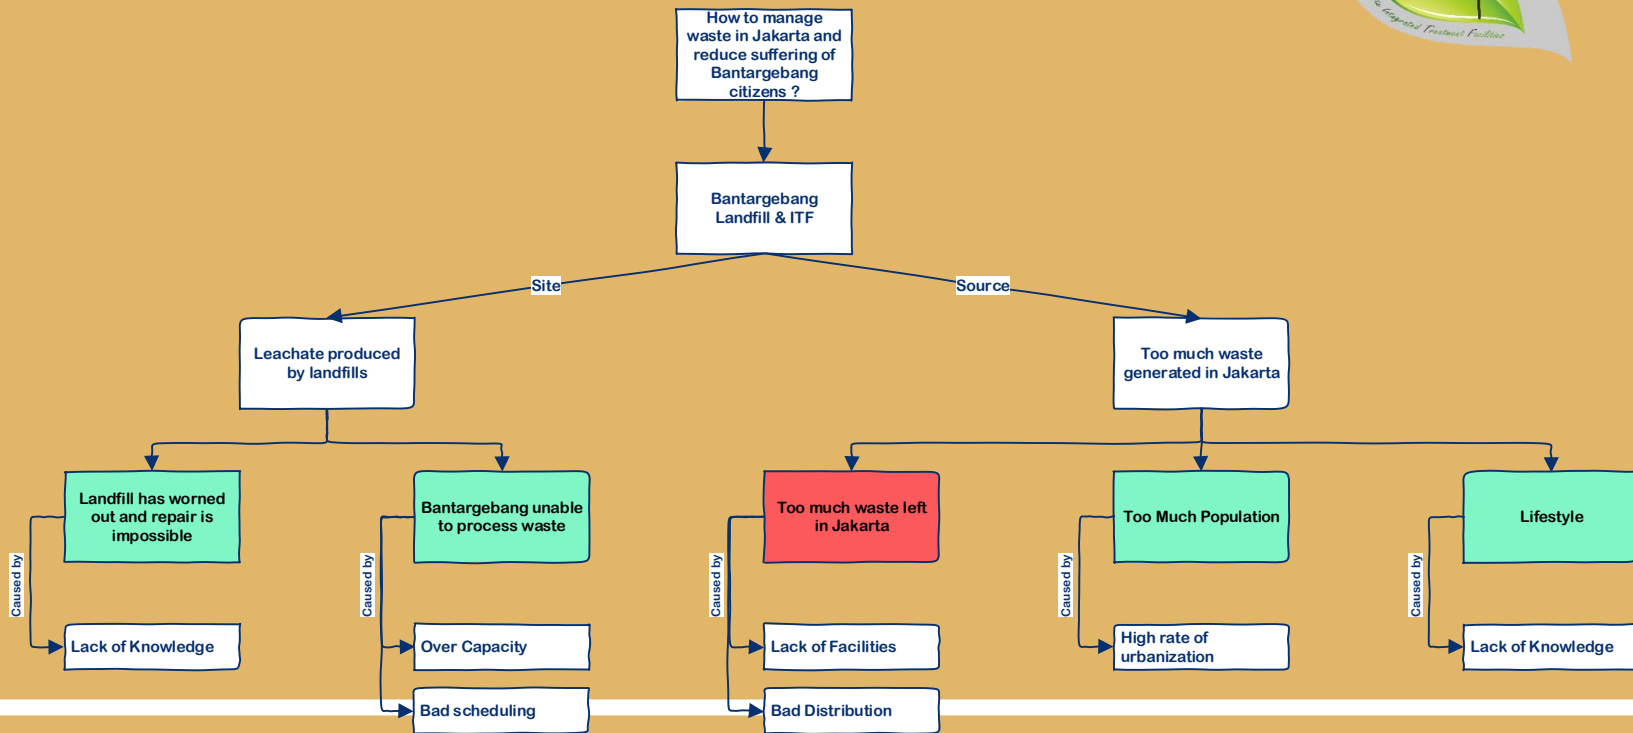 How to manage
waste in Jakarta and
reduce suffering of
Bantargebang
citizens ?
Integrated Treatment Facilities
Bantargebang
Landfill & ITF
Site
Source
Leachate produced
by landfills
Too much waste
generated in Jakarta
Landfill has worned
out and repair is
impossible
Bantargebang unable
to process waste
Too much waste left
in Jakarta
Too Much Population
Lifestyle
Caused by
Caused by
Caused by
Caused by
Caused by
Lack of Knowledge
Over Capacity
Lack of Facilities
High rate of
urbanization
Lack of Knowledge
Bad scheduling
Bad Distribution